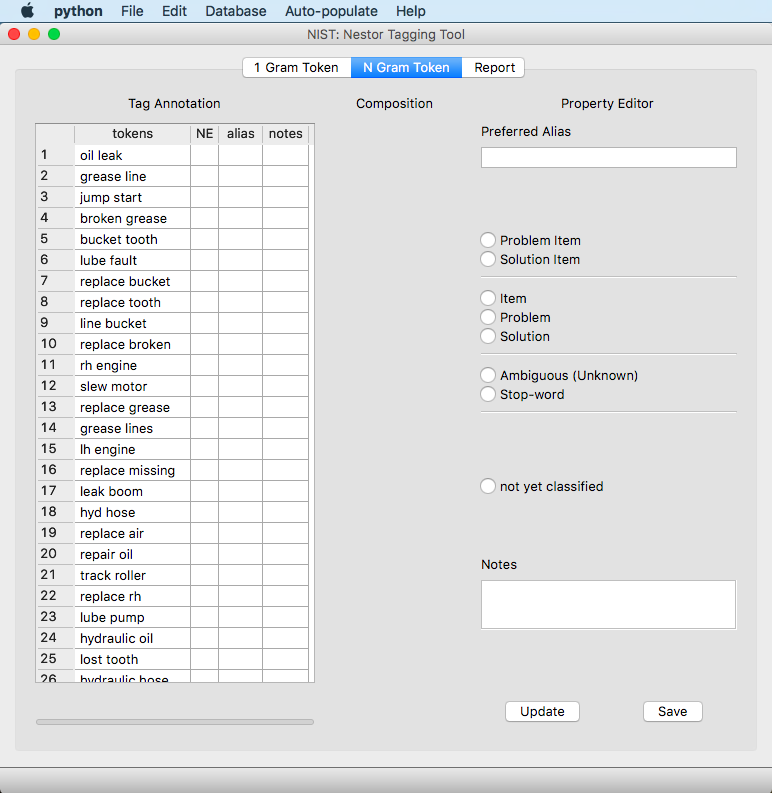 python File Edit Database Auto-populate Help
NIST: Nestor Tagging Tool
1 Gram Token N Gram Token Report
Tag Annotation Composition Property Editor
tokens NE alias notes
1 oil leak
2 grease line
3 jump start
4 broken grease
5 bucket tooth
6 lube fault
7 replace bucket
8 replace tooth
9 line bucket
10 replace broken
11 rh engine
12 slew motor
13 replace grease
14 grease lines
15 lh engine
16 replace missing
17 leak boom
18 hyd hose
19 replace air
20 repair oil
21 track roller
22 replace rh
23 lube pump
24 hydraulic oil
25 lost tooth
26 hydraulic hose
Preferred Alias
Problem Item
Solution Item
Item
Problem
Solution
Ambiguous (Unknown)
Stop-word
not yet classified
Notes
Update Save